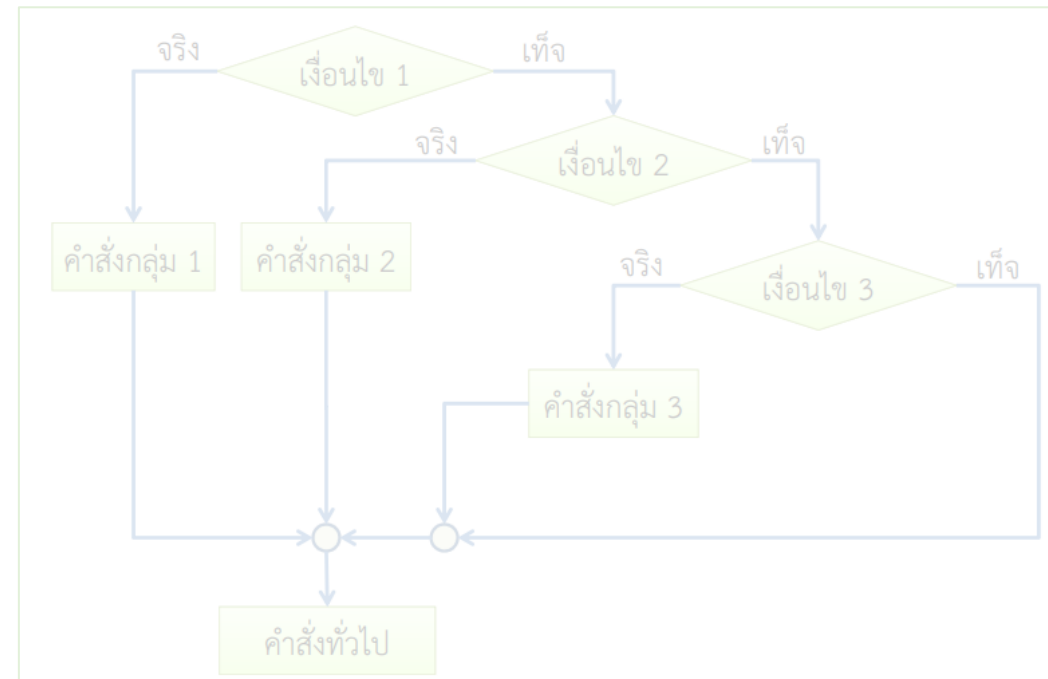 จริง
เงื่อนไข 1
เท็จ
จริง
เงื่อนไข 2
เท็จ
คำสั่งกลุ่ม 1
คำสั่งกลุ่ม 2
จริง
เงื่อนไข 3
เท็จ
คำสั่งกลุ่ม 3
คำสั่งทั่วไป